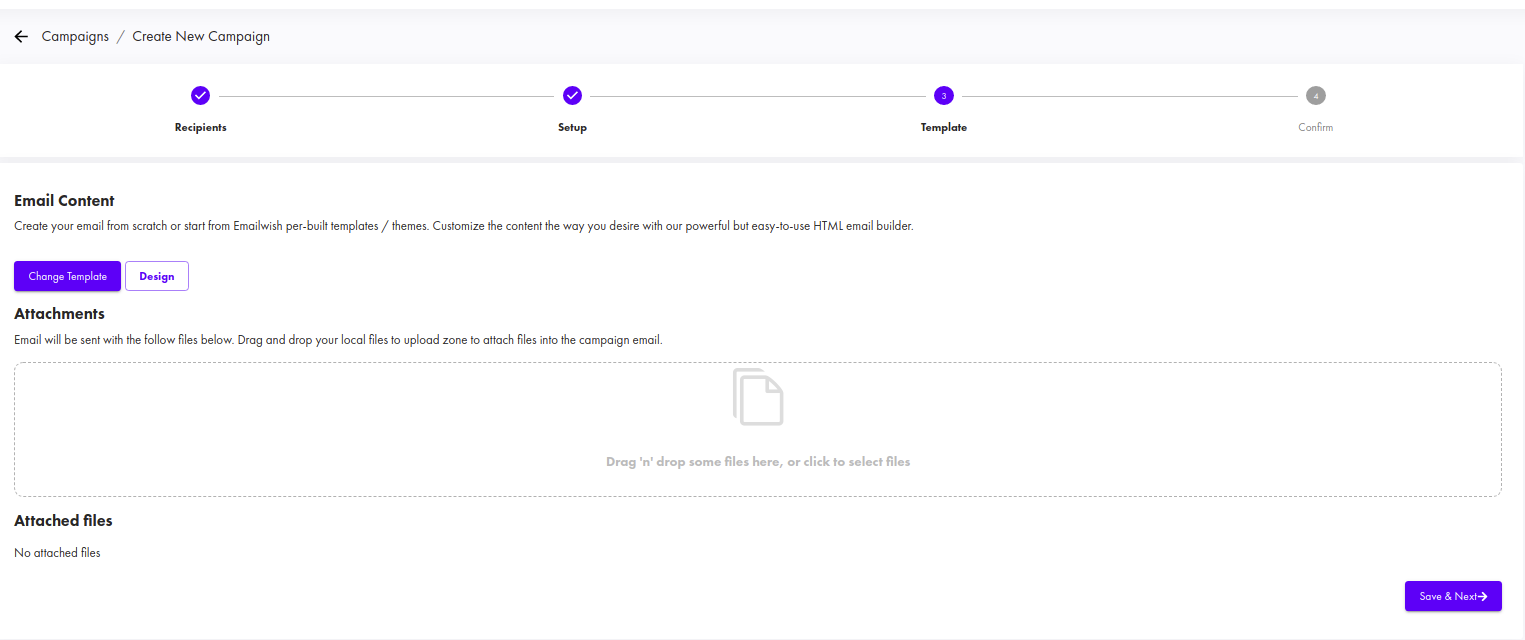 Campaigns / Create New Campaign
3
4
Recipients
Setup
Template
Confirm
Email Content
Create your email from scratch or start from Emailwish per-built templates / themes. Customize the content the way you desire with our powerful but easy-to-use HTML email builder.
Change Template
Design
Attachments
Email will be sent with the follow files below. Drag and drop your local files to upload zone to attach files into the campaign email.
Drag 'n' drop some files here, or click to select files
Attached files
No attached files
Save & Next